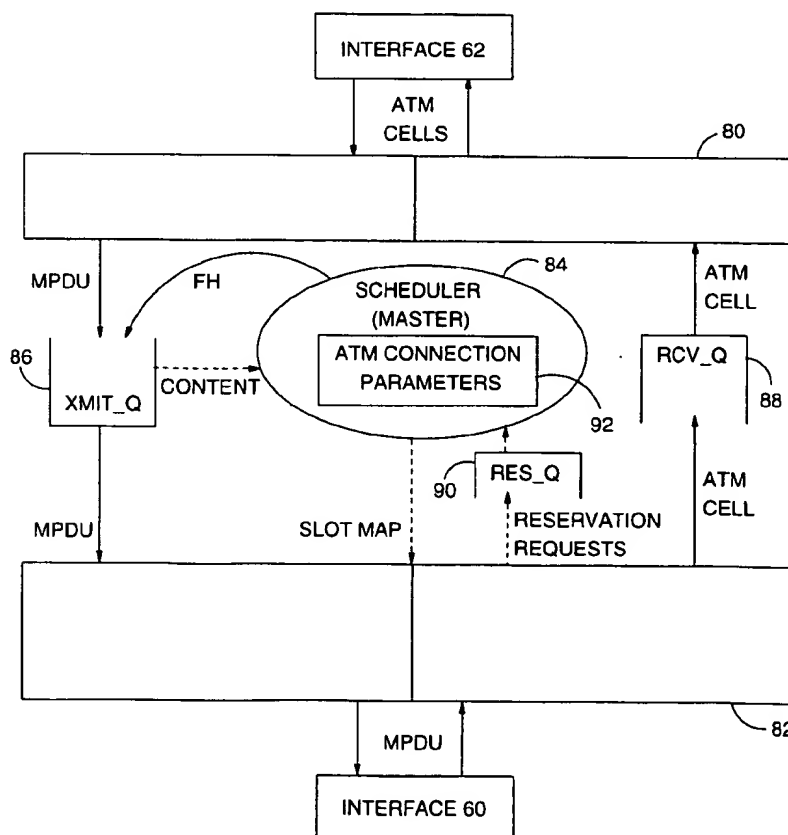 INTERFACE 62
ATM
CELLS
80
MPDU
FH
84
SCHEDULER
(MASTER)
ATM
CELL
86
XMIT_Q
CONTENT
ATM CONNECTION
PARAMETERS
92
RCV_Q
88
90
RES_Q
MPDU
SLOT MAP
RESERVATION
REQUESTS
ATM
CELL
82
MPDU
INTERFACE 60